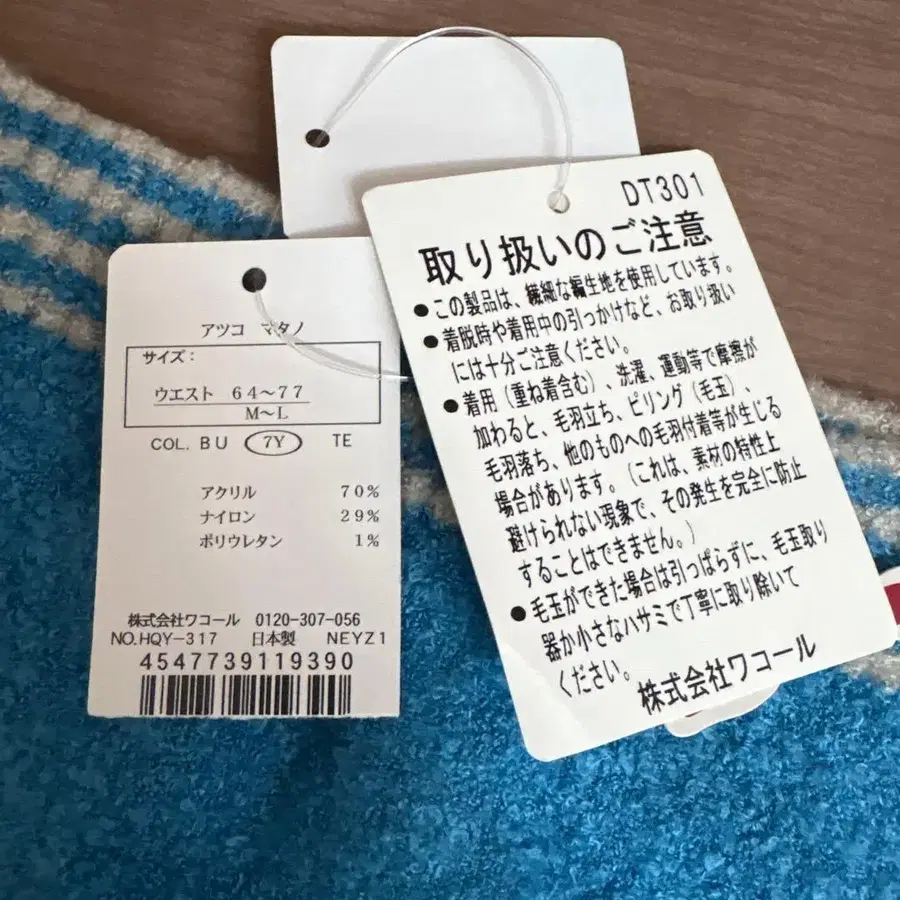 アツコ マタノ
サイズ:
ウエスト 64〜77
M〜L
COL. BU 7Y TE
アクリル 70%
ナイロン 29%
ポリウレタン 1%
株式会社ワコール 0120-307-056
NO.HQY-317 日本製 NEYZ1
4547739119390
DT301
取り扱いのご注意
●この製品は、繊細な編生地を使用しています。
●着脱時や着用中の引っかけなど、お取り扱い
には十分ご注意ください。
●着用(重ね着含む)、洗濯、運動等で摩擦が
加わると、毛羽立ち、ピリング(毛玉)、
毛羽落ち、他のものへの毛羽付着等が生じる
場合があります。(これは、素材の特性上
避けられない現象で、その発生を完全に防止
することはできません。)
●毛玉ができた場合は引っぱらずに、毛玉取り
器か小さなハサミで丁寧に取り除いて
ください。
株式会社ワコール